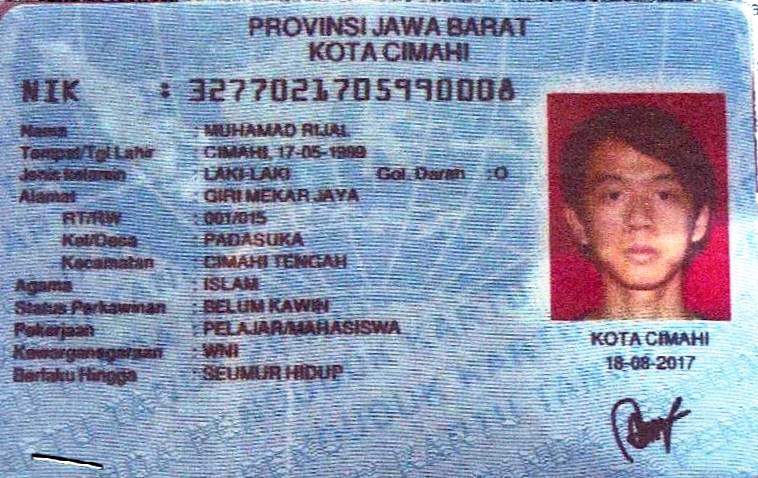 PROVINSI JAWA BARAT
KOTA CIMAHI
NIK : 3277021705990008
Nama : MUHAMAD RIJAL
Tempat/Tgl Lahir : CIMAHI, 17-05-1999
Jenis kelamin : LAKI-LAKI Gol. Darah : O
Alamat : GIRI MEKAR JAYA
RT/RW : 001/015
Kel/Desa : PADASUKA
Kecamatan : CIMAHI TENGAH
Agama : ISLAM
Status Perkawinan : BELUM KAWIN
Pekerjaan : PELAJAR/MAHASISWA
Kewarganegaraan : WNI
Berlaku Hingga : SEUMUR HIDUP
KOTA CIMAHI
18-08-2017